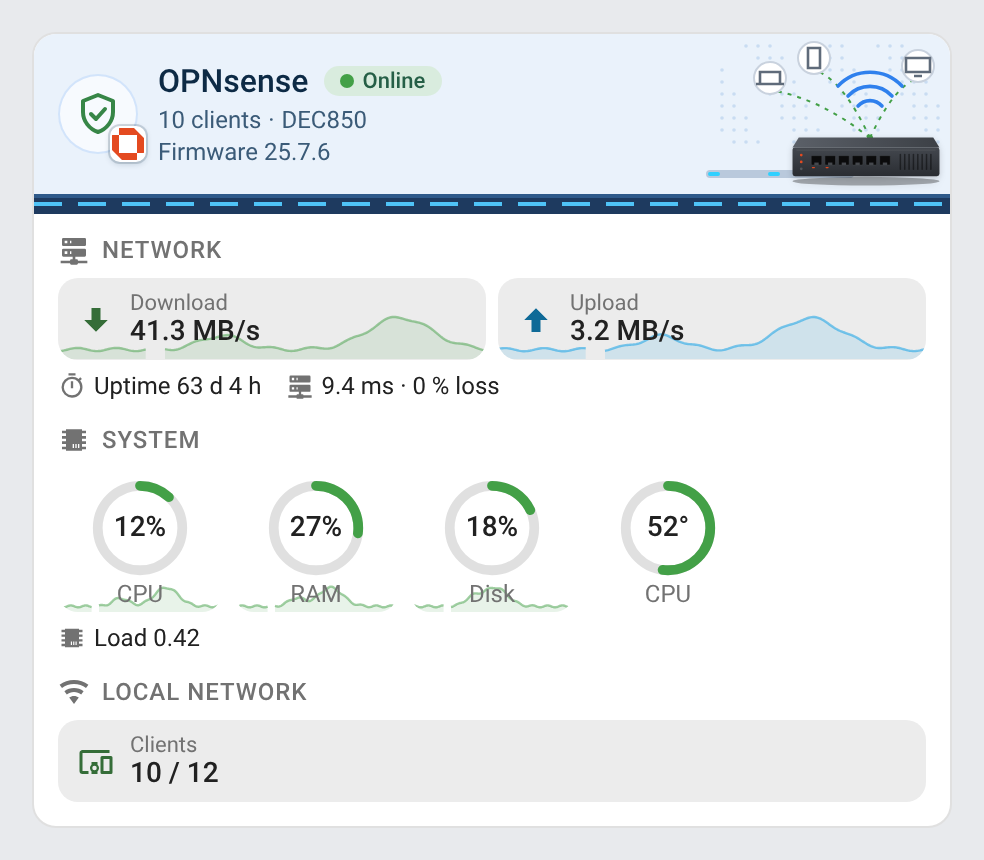 OPNsense
Online
10 clients · DEC850
Firmware 25.7.6
NETWORK
Download
41.3 MB/s
Upload
3.2 MB/s
Uptime 63 d 4 h
9.4 ms · 0 % loss
SYSTEM
12%
27%
18%
52°
CPU
RAM
Disk
CPU
Load 0.42
LOCAL NETWORK
Clients
10 / 12